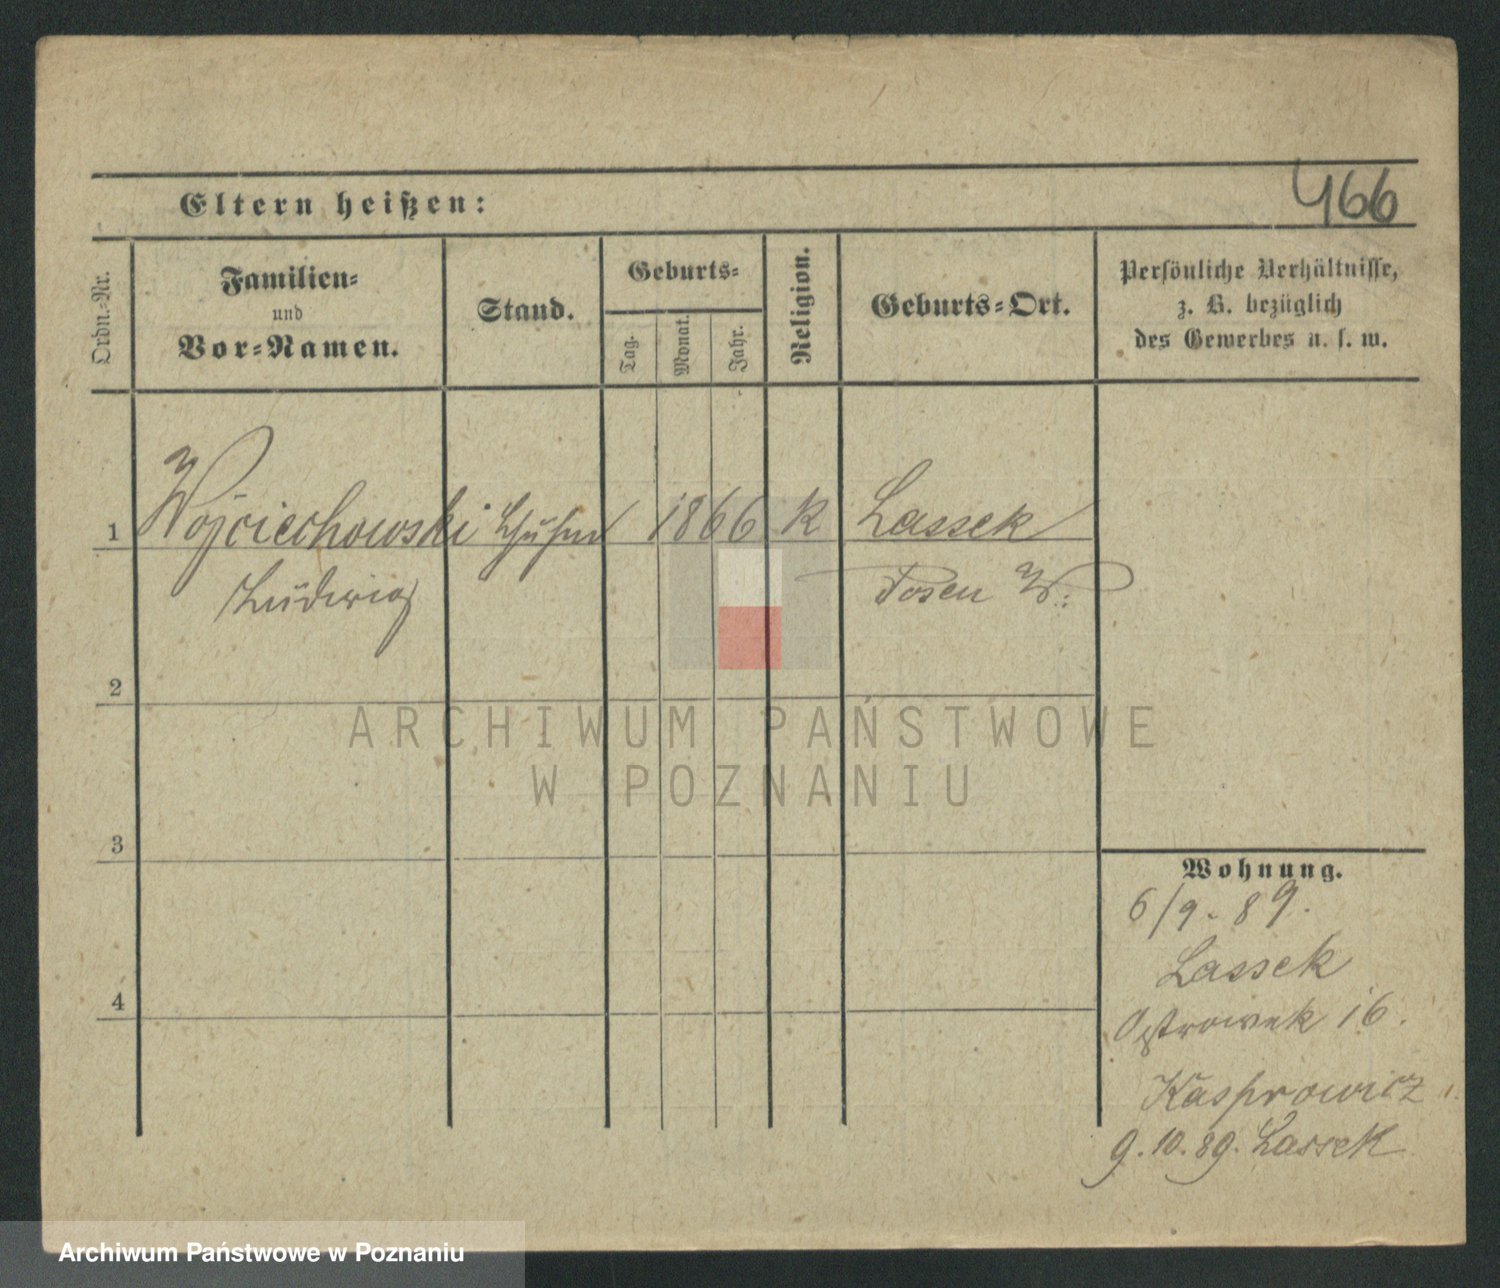 Eltern heißen:
466
Ordn.-Nr.
Familien-
und
Vor-Namen.
Stand.
Geburts-
Tag.
Monat.
Jahr.
Religion.
Geburts-Ort.
Persönliche Verhältnisse,
z. B. bezüglich
des Gewerbes u. s. w.
1 Wojciechowski 1866 K Lassek
Ludwig Posen W.
2
3
4
ARCHIWUM PAŃSTWOWE
W POZNANIU
Wohnung.
6/9. 89.
Lassek
Ostrowek 16.
Kasprowicz
9.10.89. Lassek
Archiwum Państwowe w Poznaniu